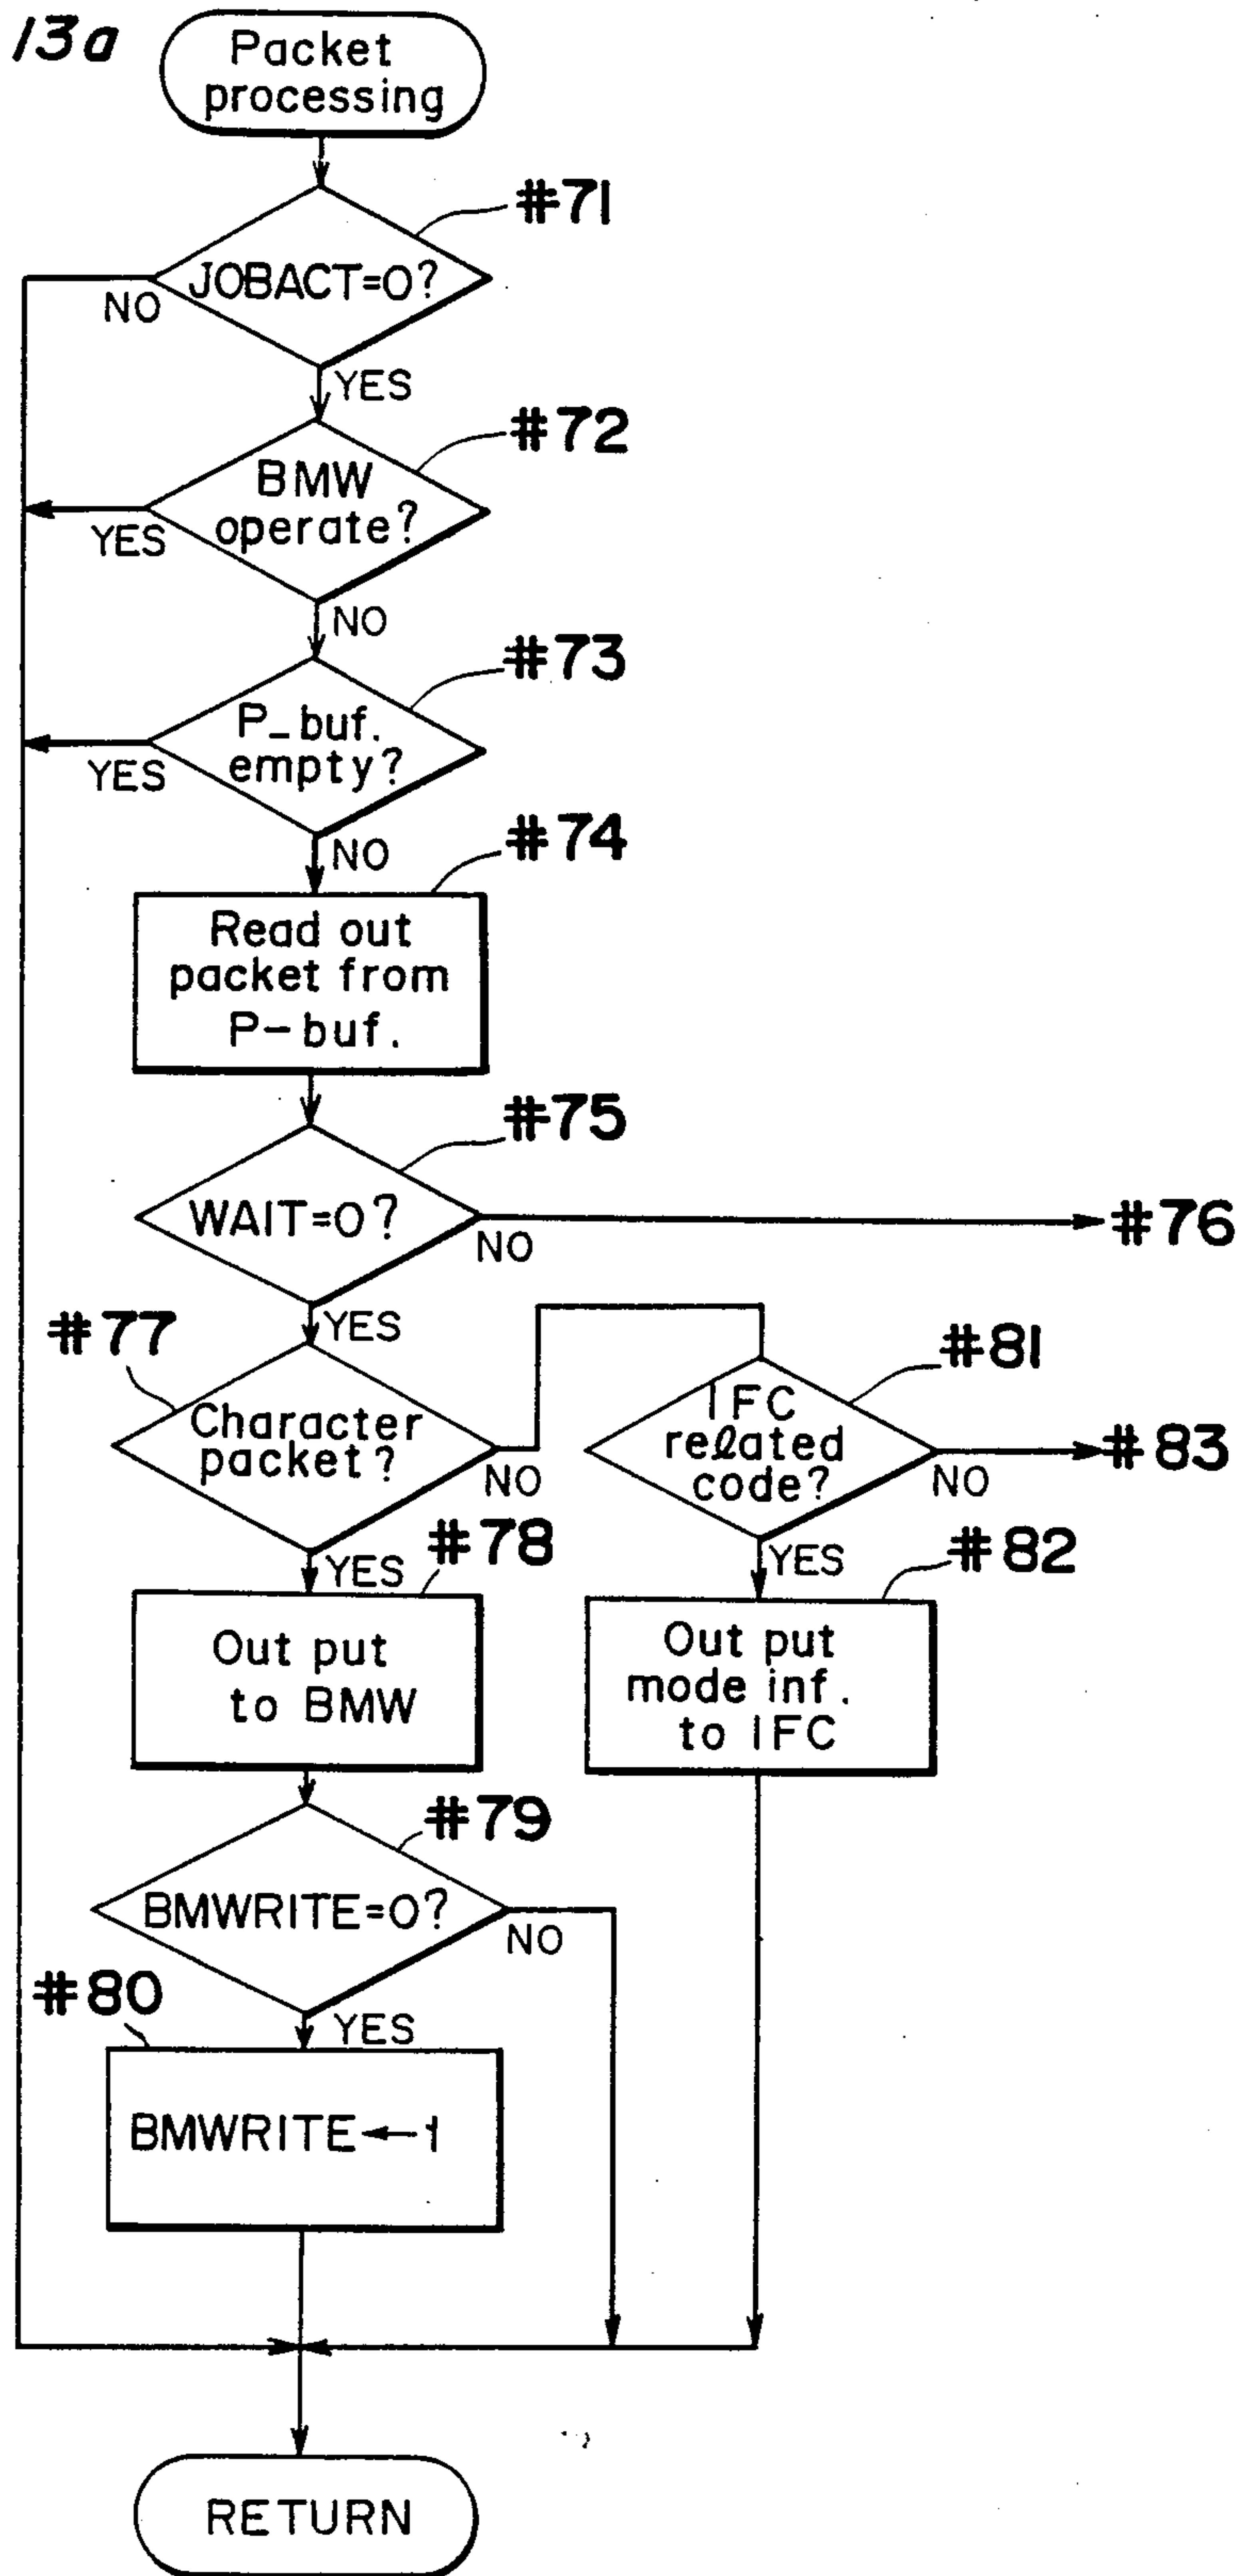 13a
Packet
processing
#71
JOBACT=0?
NO
YES
#72
BMW
operate?
YES
NO
#73
P_buf.
empty?
YES
NO
#74
Read out
packet from
P-buf.
#75
WAIT=0?
NO
#76
YES
#77
Character
packet?
NO
#81
IFC
related
code?
NO
#83
YES
#78
YES
#82
Out put
to BMW
Out put
mode inf.
to IFC
#79
BMWRITE=0?
NO
#80
YES
BMWRITE←1
RETURN